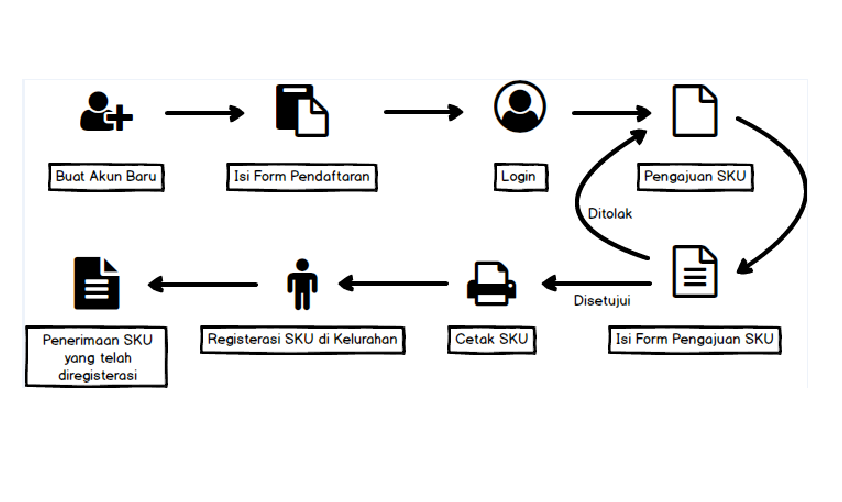 Buat Akun Baru
Isi Form Pendaftaran
Login
Pengajuan SKU
Ditolak
Disetujui
Penerimaan SKU
yang telah
diregisterasi
Registerasi SKU di Kelurahan
Cetak SKU
Isi Form Pengajuan SKU